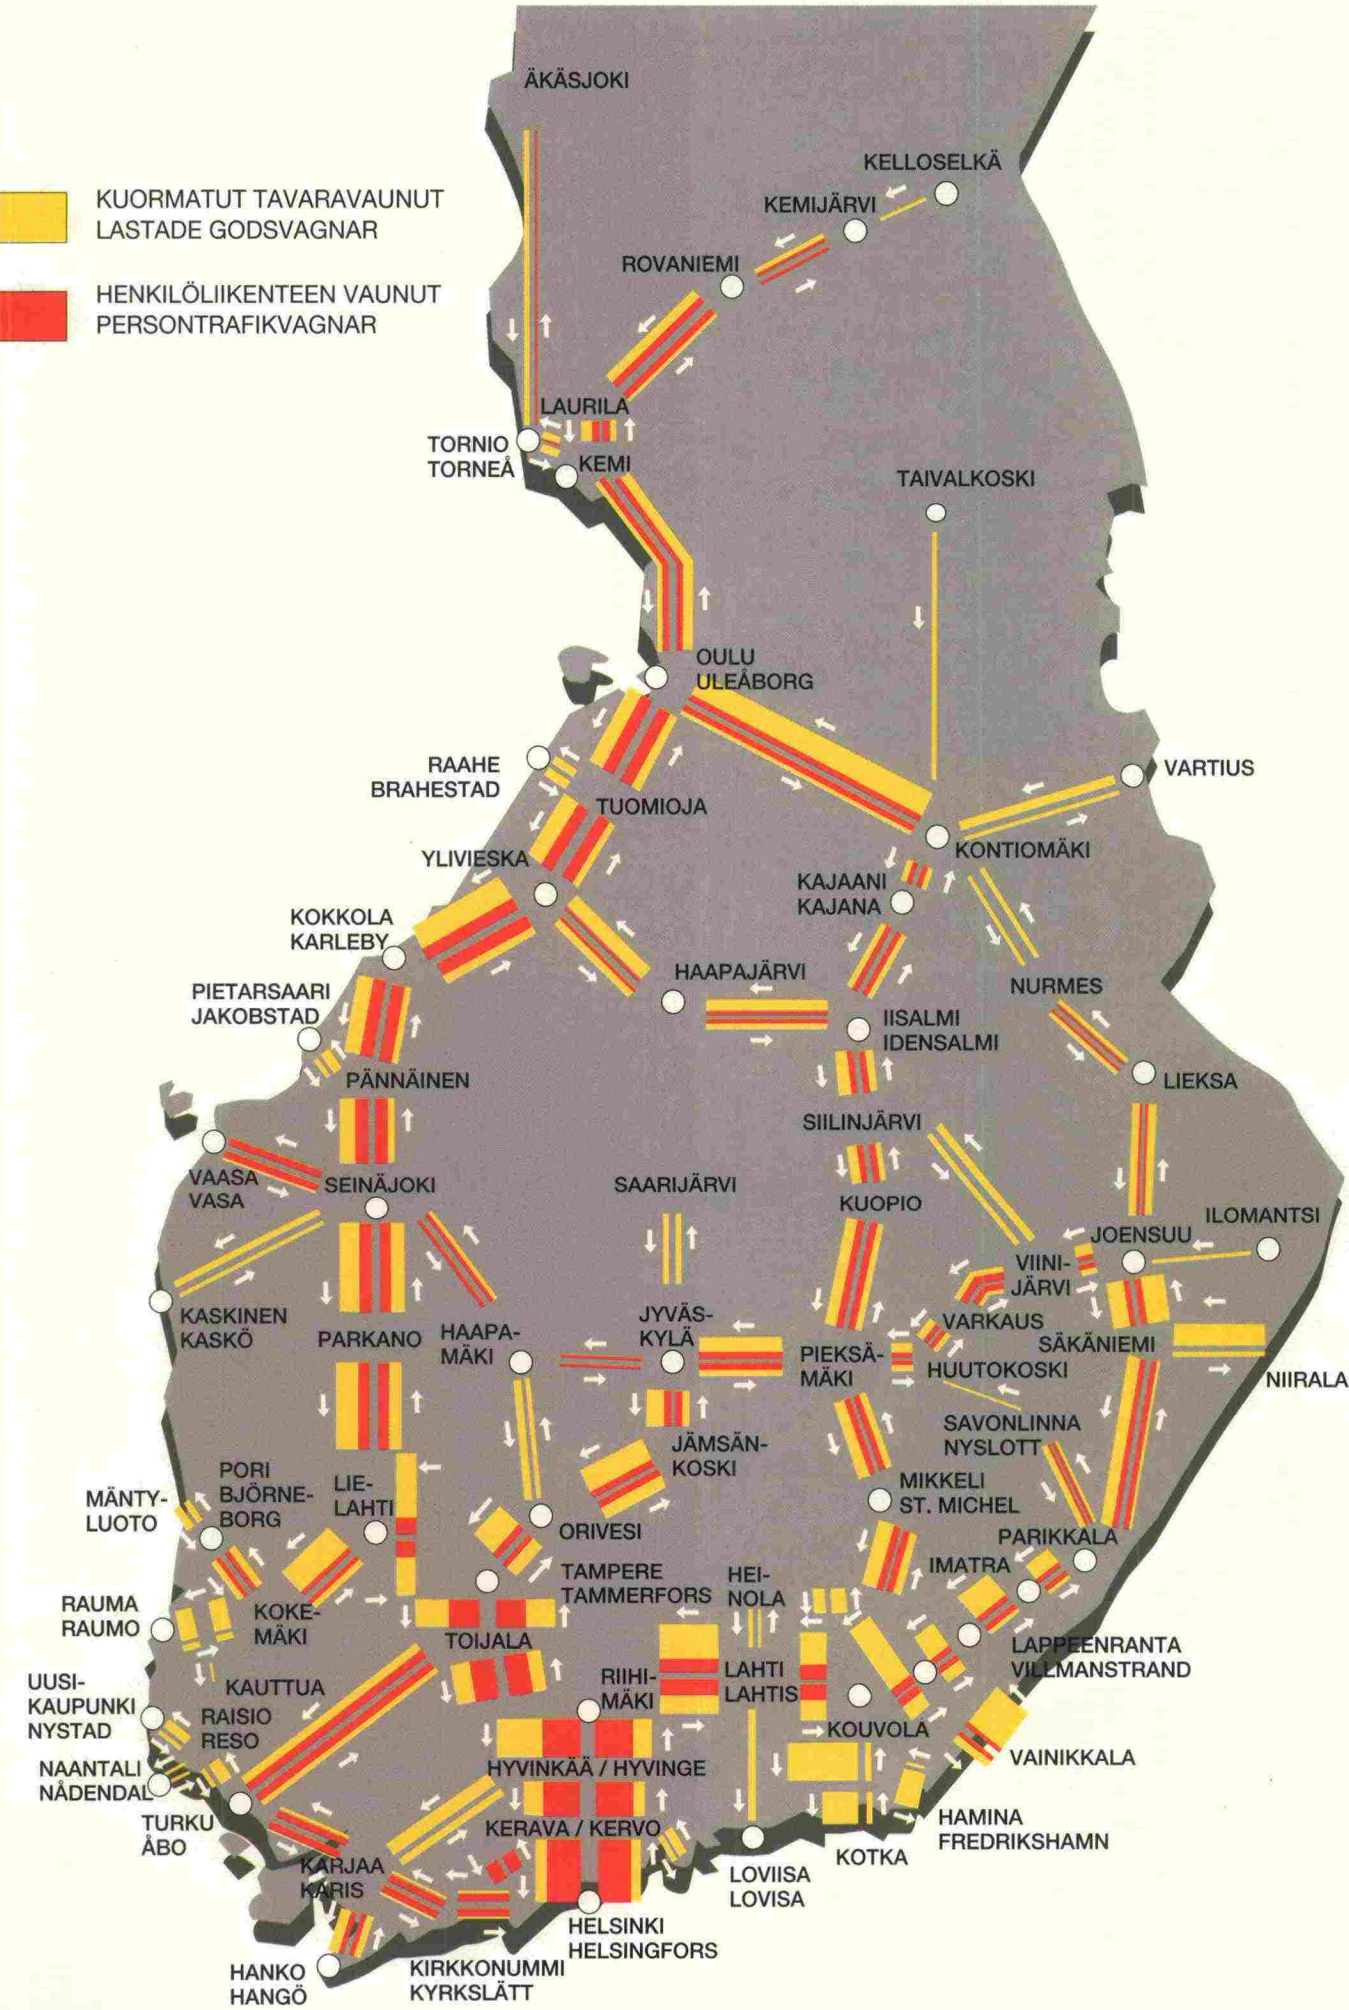 ÄKÄSJOKI
KELLOSELKÄ
KUORMATUT TAVARAVAUNUT
LASTADE GODSVAGNAR
KEMIJÄRVI
ROVANIEMI
HENKILÖLIIKENTEEN VAUNUT
PERSONTRAFIKVAGNAR
LAURILA
TORNIO
TORNEÅ
KEMI
TAIVALKOSKI
OULU
ULEÅBORG
RAAHE
BRAHESTAD
VARTIUS
TUOMIOJA
KONTIOMÄKI
YLIVIESKA
KAJAANI
KAJANA
KOKKOLA
KARLEBY
HAAPAJÄRVI
NURMES
PIETARSAARI
JAKOBSTAD
IISALMI
IDENSALMI
PÄNNÄINEN
LIEKSA
SIILINJÄRVI
VAASA
VASA
SEINÄJOKI
SAARIJÄRVI
KUOPIO
ILOMANTSI
JOENSUU
VIINI-
JÄRVI
KASKINEN
KASKÖ
PARKANO
HAAPA-
MÄKI
JYVÄS-
KYLÄ
VARKAUS
SÄKÄNIEMI
PIEKSÄ-
MÄKI
HUUTOKOSKI
NIIRALA
SAVONLINNA
NYSLOTT
JÄMSÄN-
KOSKI
PORI
BJÖRNE-
BORG
LIE-
LAHTI
MÄNTY-
LUOTO
MIKKELI
ST. MICHEL
ORIVESI
PARIKKALA
IMATRA
TAMPERE
TAMMERFORS
HEI-
NOLA
RAUMA
RAUMO
KOKE-
MÄKI
TOIJALA
LAPPEENRANTA
VILLMANSTRAND
RIIHI-
MÄKI
LAHTI
LAHTIS
UUSI-
KAUPUNKI
NYSTAD
KAUTTUA
RAISIO
RESO
KOUVOLA
VAINIKKALA
NAANTALI
NÅDENDAL
HYVINKÄÄ / HYVINGE
TURKU
ÅBO
KERAVA / KERVO
HAMINA
FREDRIKSHAMN
KOTKA
KARJAA
KARIS
LOVIISA
LOVISA
HELSINKI
HELSINGFORS
HANKO
HANGÖ
KIRKKONUMMI
KYRKSLÄTT